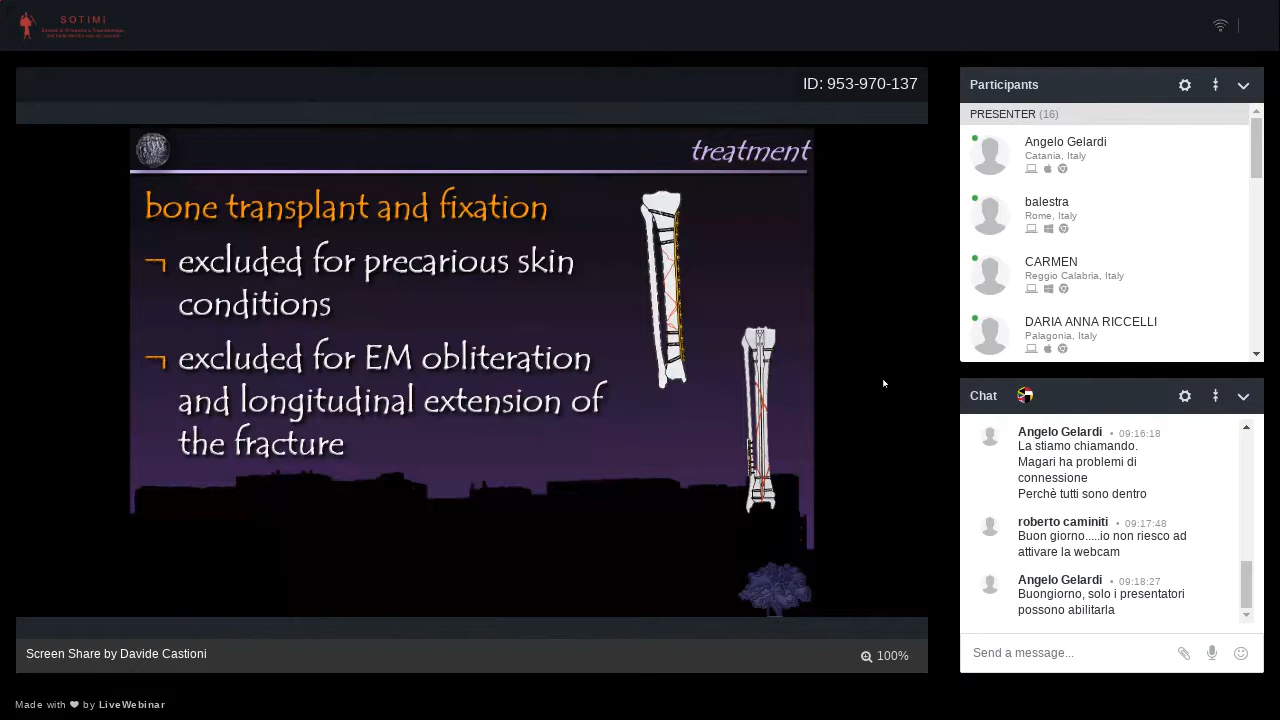 SOTIMI
ID: 953-970-137
treatment
bone transplant and fixation
excluded for precarious skin
conditions
excluded for EM obliteration
and longitudinal extension of
the fracture
Screen Share by Davide Castioni
100%
Made with ❤ by LiveWebinar
Participants
PRESENTER (16)
Angelo Gelardi
Catania, Italy
balestra
Rome, Italy
CARMEN
Reggio Calabria, Italy
DARIA ANNA RICCELLI
Palagonia, Italy
Chat
Angelo Gelardi • 09:16:18
La stiamo chiamando.
Magari ha problemi di
connessione
Perchè tutti sono dentro
roberto caminiti • 09:17:48
Buon giorno.....io non riesco ad
attivare la webcam
Angelo Gelardi • 09:18:27
Buongiorno, solo i presentatori
possono abilitarla
Send a message...